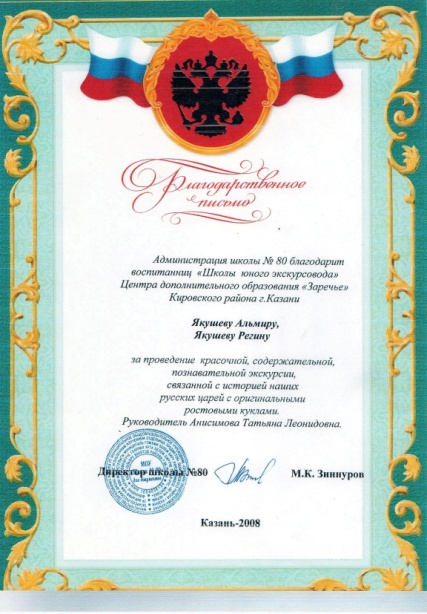 Благодарственное
письмо
Администрация школы № 80 благодарит
воспитанниц «Школы юного экскурсовода»
Центра дополнительного образования «Заречье»
Кировского района г.Казани
Якушеву Альмиру,
Якушеву Регину
за проведение красочной, содержательной,
познавательной экскурсии,
связанной с историей наших
русских царей с оригинальными
ростовыми куклами.
Руководитель Анисимова Татьяна Леонидовна.
Директор школы №80 М.К. Зиннуров
Казань-2008